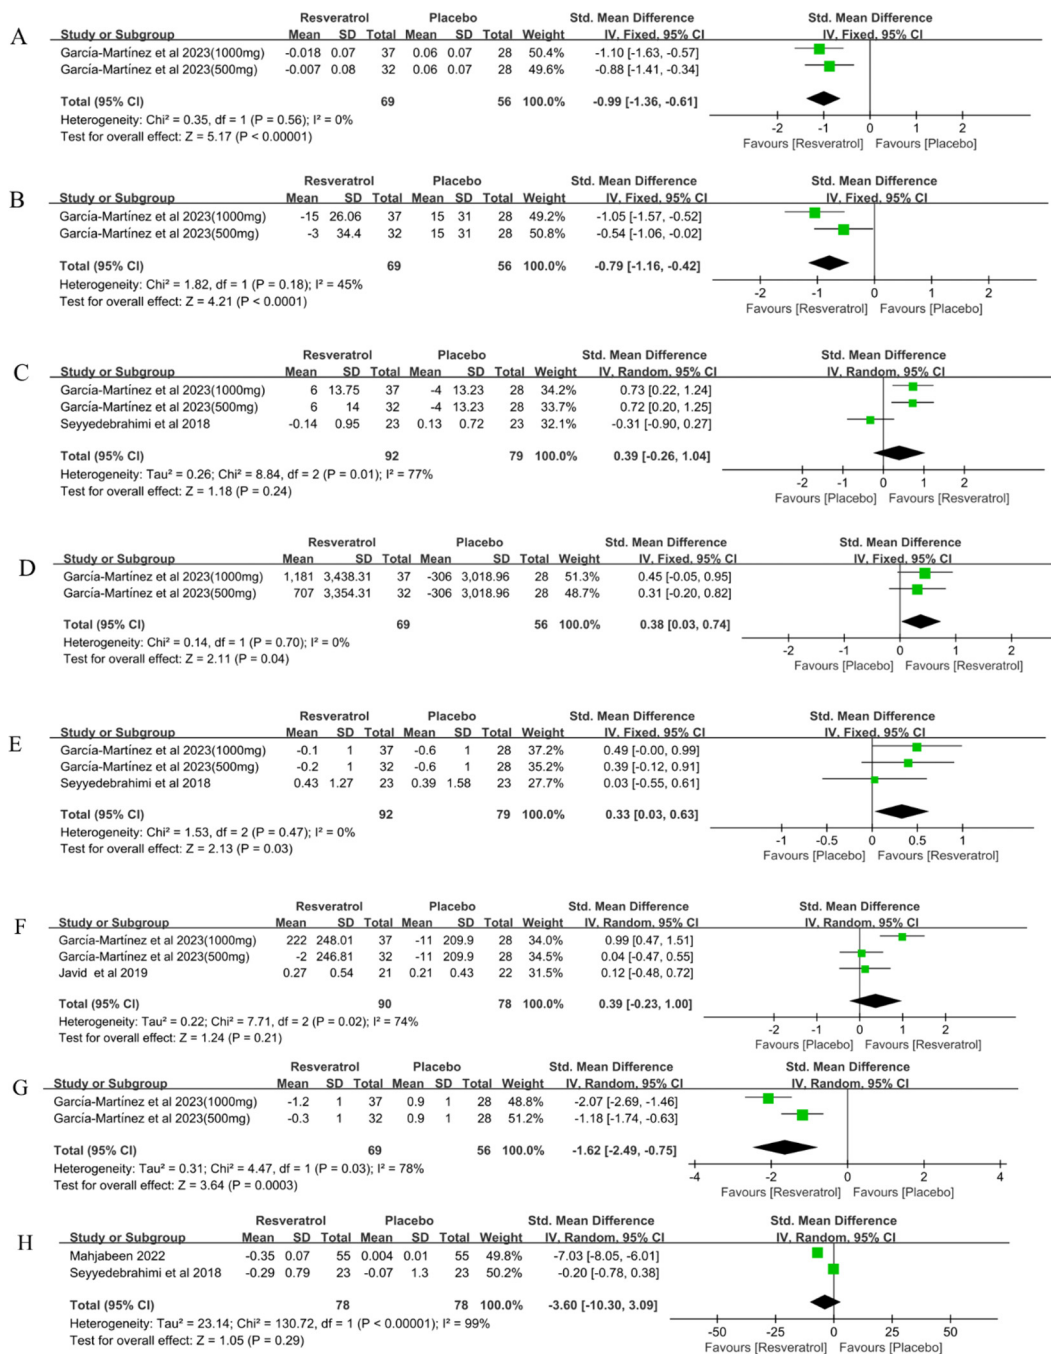 A
Resveratrol Placebo Std. Mean Difference Std. Mean Difference
Study or Subgroup Mean SD Total Mean SD Total Weight IV, Fixed, 95% CI IV, Fixed, 95% CI
García-Martínez et al 2023(1000mg) -0.018 0.07 37 0.06 0.07 28 50.4% -1.10 [-1.63, -0.57]
García-Martínez et al 2023(500mg) -0.007 0.08 32 0.06 0.07 28 49.6% -0.88 [-1.41, -0.34]
Total (95% CI) 69 56 100.0% -0.99 [-1.36, -0.61]
Heterogeneity: Chi² = 0.35, df = 1 (P = 0.56); I² = 0%
Test for overall effect: Z = 5.17 (P < 0.00001)
-2 -1 0 1 2
Favours [Resveratrol] Favours [Placebo]
B
Resveratrol Placebo Std. Mean Difference Std. Mean Difference
Study or Subgroup Mean SD Total Mean SD Total Weight IV, Fixed, 95% CI IV, Fixed, 95% CI
García-Martínez et al 2023(1000mg) -15 26.06 37 15 31 28 49.2% -1.05 [-1.57, -0.52]
García-Martínez et al 2023(500mg) -3 34.4 32 15 31 28 50.8% -0.54 [-1.06, -0.02]
Total (95% CI) 69 56 100.0% -0.79 [-1.16, -0.42]
Heterogeneity: Chi² = 1.82, df = 1 (P = 0.18); I² = 45%
Test for overall effect: Z = 4.21 (P < 0.0001)
-2 -1 0 1 2
Favours [Resveratrol] Favours [Placebo]
C
Resveratrol Placebo Std. Mean Difference Std. Mean Difference
Study or Subgroup Mean SD Total Mean SD Total Weight IV, Random, 95% CI IV, Random, 95% CI
García-Martínez et al 2023(1000mg) 6 13.75 37 -4 13.23 28 34.2% 0.73 [0.22, 1.24]
García-Martínez et al 2023(500mg) 6 14 32 -4 13.23 28 33.7% 0.72 [0.20, 1.25]
Seyyedebrahimi et al 2018 -0.14 0.95 23 0.13 0.72 23 32.1% -0.31 [-0.90, 0.27]
Total (95% CI) 92 79 100.0% 0.39 [-0.26, 1.04]
Heterogeneity: Tau² = 0.26; Chi² = 8.84, df = 2 (P = 0.01); I² = 77%
Test for overall effect: Z = 1.18 (P = 0.24)
-2 -1 0 1 2
Favours [Placebo] Favours [Resveratrol]
D
Resveratrol Placebo Std. Mean Difference Std. Mean Difference
Study or Subgroup Mean SD Total Mean SD Total Weight IV, Fixed, 95% CI IV, Fixed, 95% CI
García-Martínez et al 2023(1000mg) 1,181 3,438.31 37 -306 3,018.96 28 51.3% 0.45 [-0.05, 0.95]
García-Martínez et al 2023(500mg) 707 3,354.31 32 -306 3,018.96 28 48.7% 0.31 [-0.20, 0.82]
Total (95% CI) 69 56 100.0% 0.38 [0.03, 0.74]
Heterogeneity: Chi² = 0.14, df = 1 (P = 0.70); I² = 0%
Test for overall effect: Z = 2.11 (P = 0.04)
-2 -1 0 1 2
Favours [Placebo] Favours [Resveratrol]
E
Resveratrol Placebo Std. Mean Difference Std. Mean Difference
Study or Subgroup Mean SD Total Mean SD Total Weight IV, Fixed, 95% CI IV, Fixed, 95% CI
García-Martínez et al 2023(1000mg) -0.1 1 37 -0.6 1 28 37.2% 0.49 [-0.00, 0.99]
García-Martínez et al 2023(500mg) -0.2 1 32 -0.6 1 28 35.2% 0.39 [-0.12, 0.91]
Seyyedebrahimi et al 2018 0.43 1.27 23 0.39 1.58 23 27.7% 0.03 [-0.55, 0.61]
Total (95% CI) 92 79 100.0% 0.33 [0.03, 0.63]
Heterogeneity: Chi² = 1.53, df = 2 (P = 0.47); I² = 0%
Test for overall effect: Z = 2.13 (P = 0.03)
-1 -0.5 0 0.5 1
Favours [Placebo] Favours [Resveratrol]
F
Resveratrol Placebo Std. Mean Difference Std. Mean Difference
Study or Subgroup Mean SD Total Mean SD Total Weight IV, Random, 95% CI IV, Random, 95% CI
García-Martínez et al 2023(1000mg) 222 248.01 37 -11 209.9 28 34.0% 0.99 [0.47, 1.51]
García-Martínez et al 2023(500mg) -2 246.81 32 -11 209.9 28 34.5% 0.04 [-0.47, 0.55]
Javid et al 2019 0.27 0.54 21 0.21 0.43 22 31.5% 0.12 [-0.48, 0.72]
Total (95% CI) 90 78 100.0% 0.39 [-0.23, 1.00]
Heterogeneity: Tau² = 0.22; Chi² = 7.71, df = 2 (P = 0.02); I² = 74%
Test for overall effect: Z = 1.24 (P = 0.21)
-2 -1 0 1 2
Favours [Placebo] Favours [Resveratrol]
G
Resveratrol Placebo Std. Mean Difference Std. Mean Difference
Study or Subgroup Mean SD Total Mean SD Total Weight IV, Random, 95% CI IV, Random, 95% CI
García-Martínez et al 2023(1000mg) -1.2 1 37 0.9 1 28 48.8% -2.07 [-2.69, -1.46]
García-Martínez et al 2023(500mg) -0.3 1 32 0.9 1 28 51.2% -1.18 [-1.74, -0.63]
Total (95% CI) 69 56 100.0% -1.62 [-2.49, -0.75]
Heterogeneity: Tau² = 0.31; Chi² = 4.47, df = 1 (P = 0.03); I² = 78%
Test for overall effect: Z = 3.64 (P = 0.0003)
-4 -2 0 2 4
Favours [Resveratrol] Favours [Placebo]
H
Resveratrol Placebo Std. Mean Difference Std. Mean Difference
Study or Subgroup Mean SD Total Mean SD Total Weight IV, Random, 95% CI IV, Random, 95% CI
Mahjabeen 2022 -0.35 0.07 55 0.004 0.01 55 49.8% -7.03 [-8.05, -6.01]
Seyyedebrahimi et al 2018 -0.29 0.79 23 -0.07 1.3 23 50.2% -0.20 [-0.78, 0.38]
Total (95% CI) 78 78 100.0% -3.60 [-10.30, 3.09]
Heterogeneity: Tau² = 23.14; Chi² = 130.72, df = 1 (P < 0.00001); I² = 99%
Test for overall effect: Z = 1.05 (P = 0.29)
-50 -25 0 25 50
Favours [Resveratrol] Favours [Placebo]